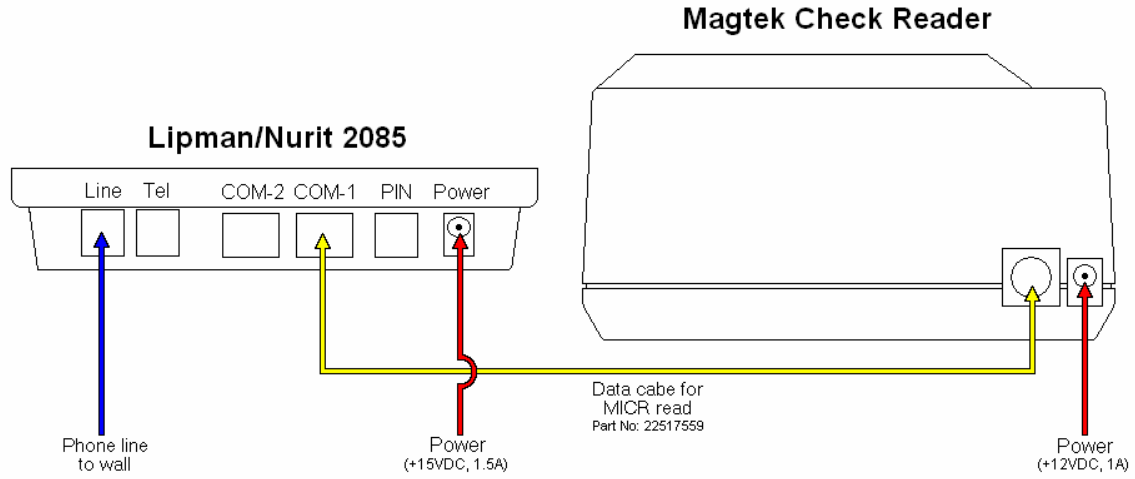 Magtek Check Reader
Lipman/Nurit 2085
Line Tel COM-2 COM-1 PIN Power
Data cabe for
MICR read
Part No: 22517559
Phone line
to wall
Power
(+15VDC, 1.5A)
Power
(+12VDC, 1A)